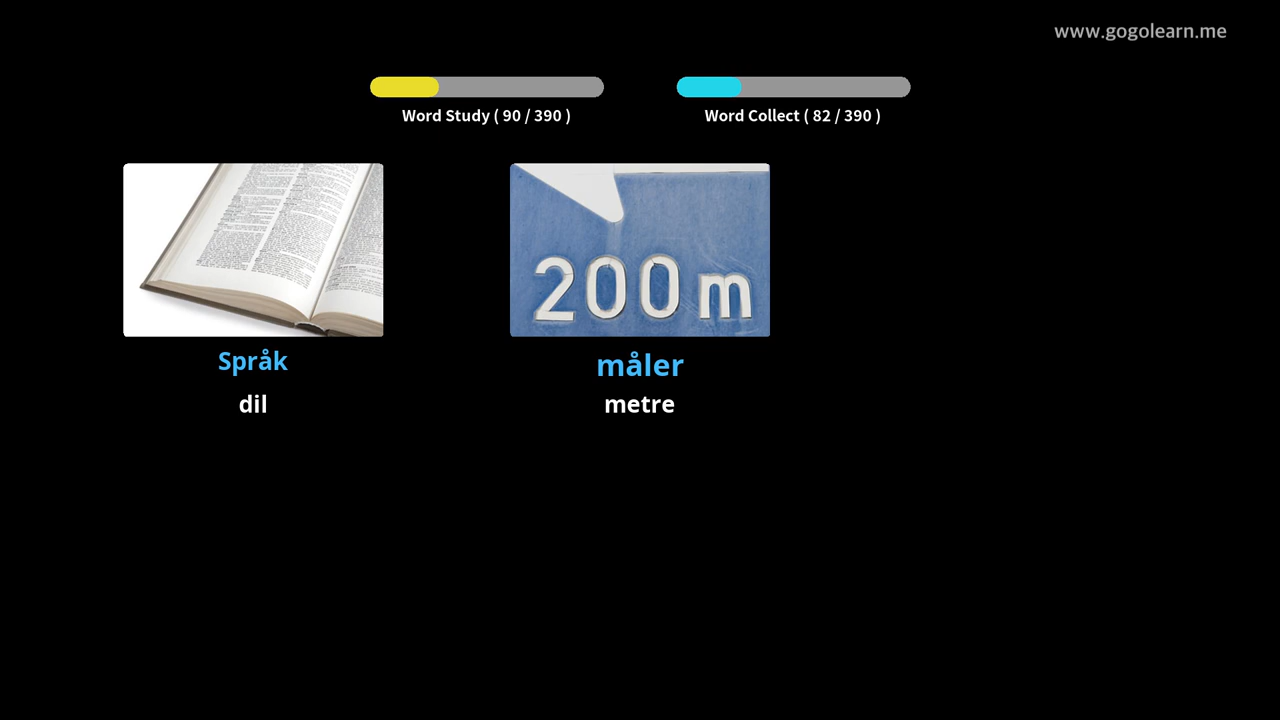 www.gogolearn.me
Word Study ( 90 / 390 )
Word Collect ( 82 / 390 )
200 m
Språk
dil
måler
metre